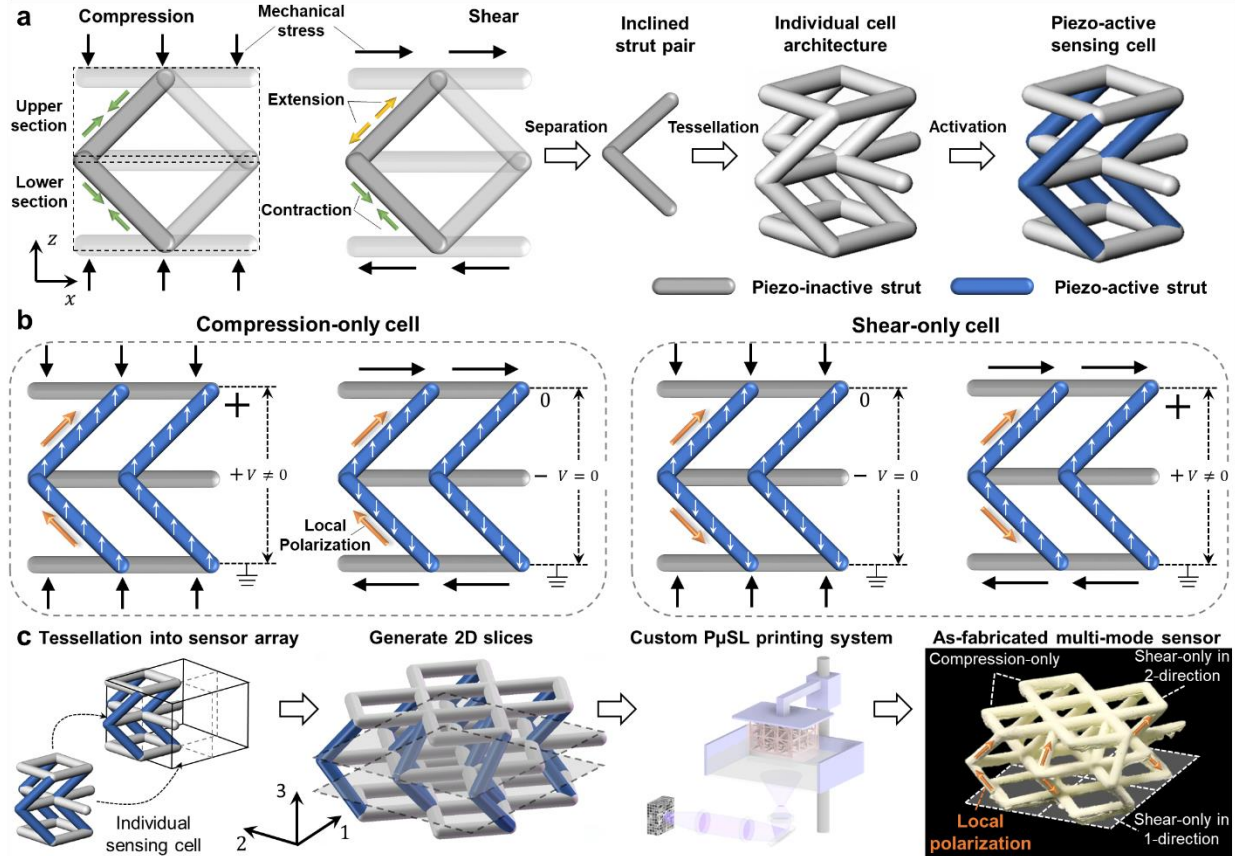 a
Compression
Mechanical
stress
Shear
Inclined
strut pair
Individual cell
architecture
Piezo-active
sensing cell
Upper
section
Lower
section
Extension
Contraction
Separation
Tessellation
Activation
z
x
Piezo-inactive strut
Piezo-active strut
b
Compression-only cell
Shear-only cell
+
+ V ≠ 0
0
− V = 0
Local
Polarization
0
− V = 0
+
+ V ≠ 0
c Tessellation into sensor array
Generate 2D slices
Custom PμSL printing system
As-fabricated multi-mode sensor
Individual
sensing cell
3
2
1
Compression-only
Shear-only in
2-direction
Local
polarization
Shear-only in
1-direction